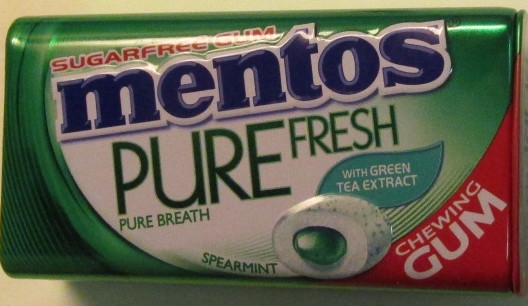 SUGARFREE GUM
mentos
PURE FRESH
PURE BREATH
WITH GREEN
TEA EXTRACT
SPEARMINT
CHEWING
GUM